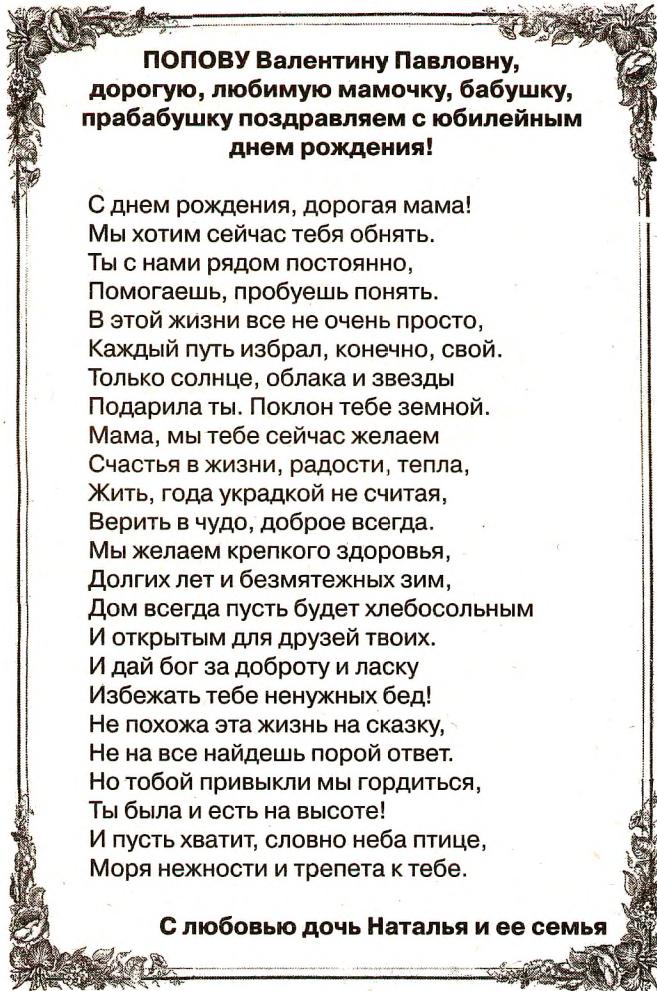 ПОПОВУ Валентину Павловну,
дорогую, любимую мамочку, бабушку,
прабабушку поздравляем с юбилейным
днем рождения!
С днем рождения, дорогая мама!
Мы хотим сейчас тебя обнять.
Ты с нами рядом постоянно,
Помогаешь, пробуешь понять.
В этой жизни все не очень просто,
Каждый путь избрал, конечно, свой.
Только солнце, облака и звезды
Подарила ты. Поклон тебе земной.
Мама, мы тебе сейчас желаем
Счастья в жизни, радости, тепла,
Жить, года украдкой не считая,
Верить в чудо, доброе всегда.
Мы желаем крепкого здоровья,
Долгих лет и безмятежных зим,
Дом всегда пусть будет хлебосольным
И открытым для друзей твоих.
И дай бог за доброту и ласку
Избежать тебе ненужных бед!
Не похожа эта жизнь на сказку,
Не на все найдешь порой ответ.
Но тобой привыкли мы гордиться,
Ты была и есть на высоте!
И пусть хватит, словно неба птице,
Моря нежности и трепета к тебе.
С любовью дочь Наталья и ее семья